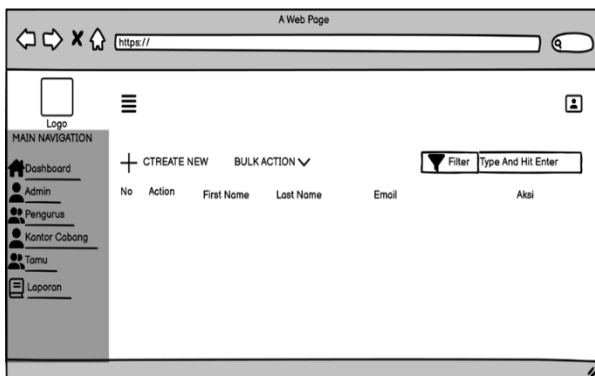 A Web Page
https://
Logo
MAIN NAVIGATION
Dashboard
Admin
Pengurus
Kantor Cabang
Tamu
Laporan
CTREATE NEW BULK ACTION Filter Type And Hit Enter
No Action First Name Last Name Email Aksi